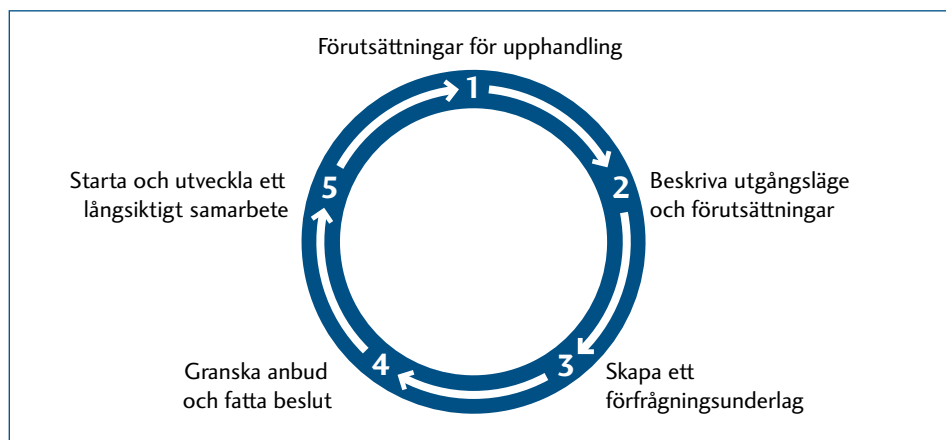 Förutsättningar för upphandling
1
2
Beskriva utgångsläge
och förutsättningar
3
Skapa ett
förfrågningsunderlag
4
Granska anbud
och fatta beslut
5
Starta och utveckla ett
långsiktigt samarbete